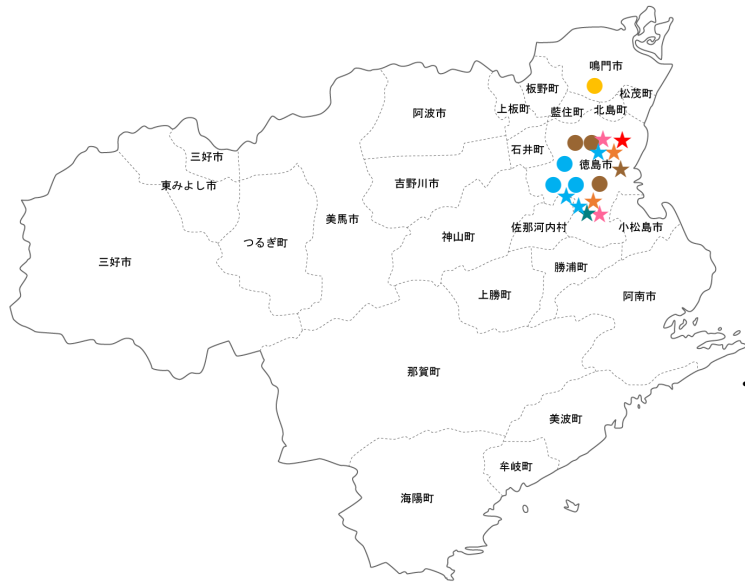 鳴門市
板野町
松茂町
上板町
藍住町
北島町
阿波市
石井町
三好市
徳島市
東みよし市
吉野川市
美馬市
佐那河内村
小松島市
神山町
つるぎ町
三好市
勝浦町
上勝町
阿南市
那賀町
美波町
牟岐町
海陽町